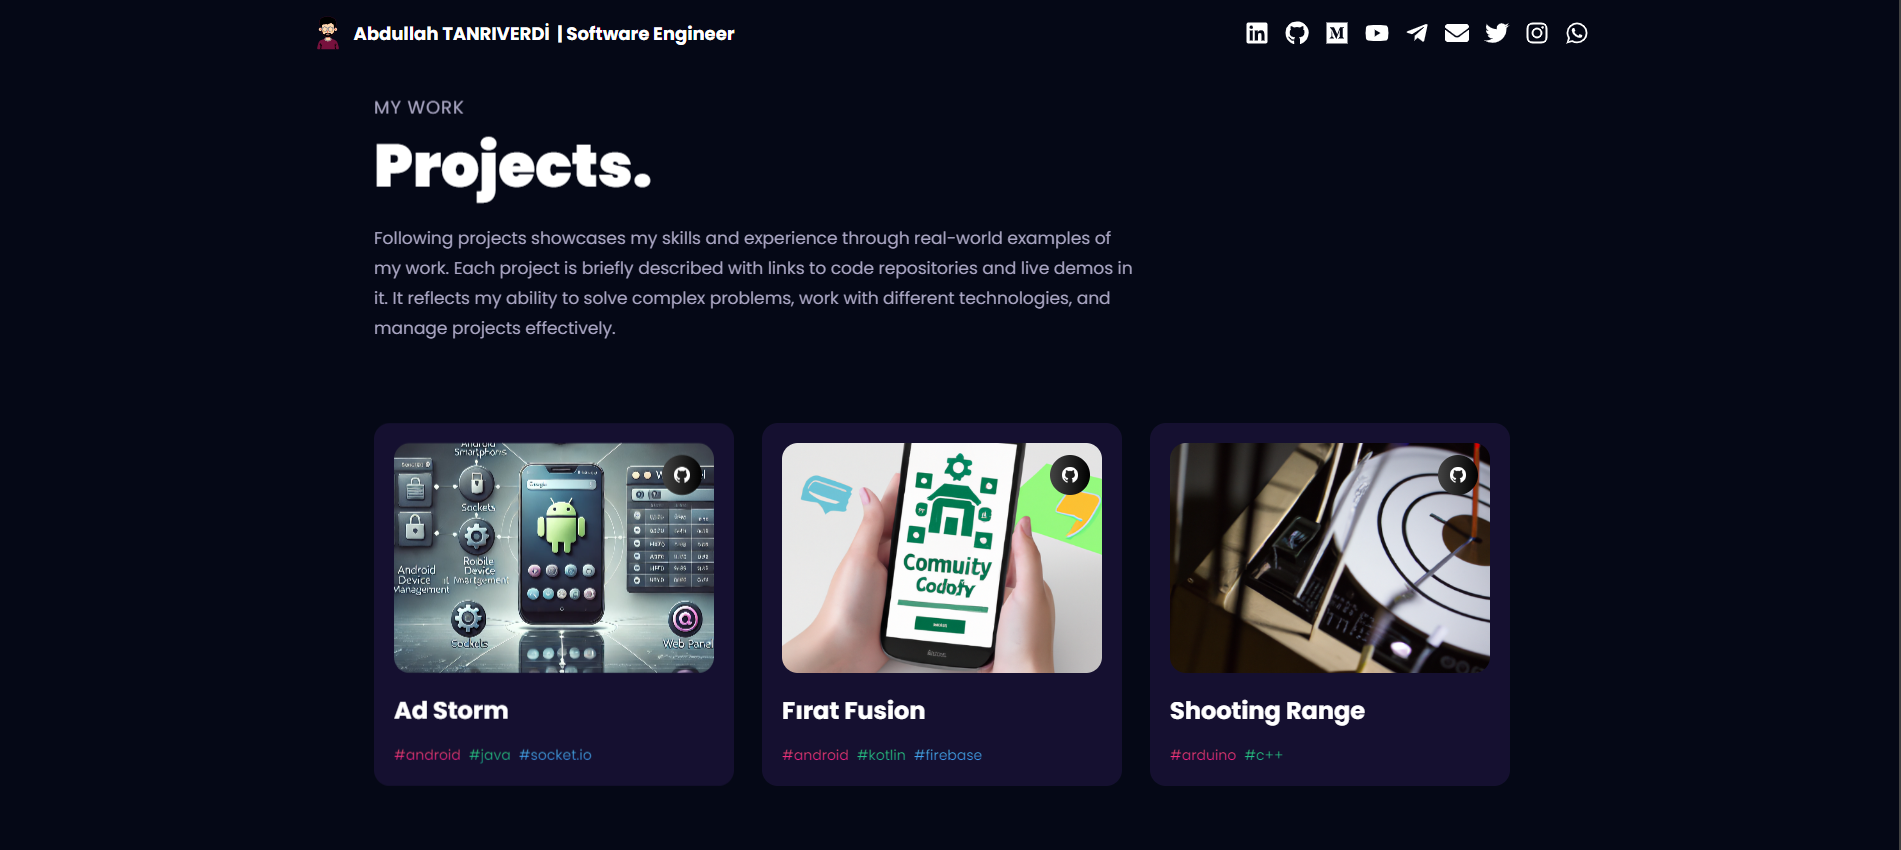 Abdullah TANRIVERDİ | Software Engineer
MY WORK
Projects.
Following projects showcases my skills and experience through real-world examples of
my work. Each project is briefly described with links to code repositories and live demos in
it. It reflects my ability to solve complex problems, work with different technologies, and
manage projects effectively.
Android
Smartphons
Sockets
Roibile
Device
Android
Device
Management
Sockets
Web Panel
Google
Commuity
Codofy
Ad Storm
#android #java #socket.io
Fırat Fusion
#android #kotlin #firebase
Shooting Range
#arduino #c++